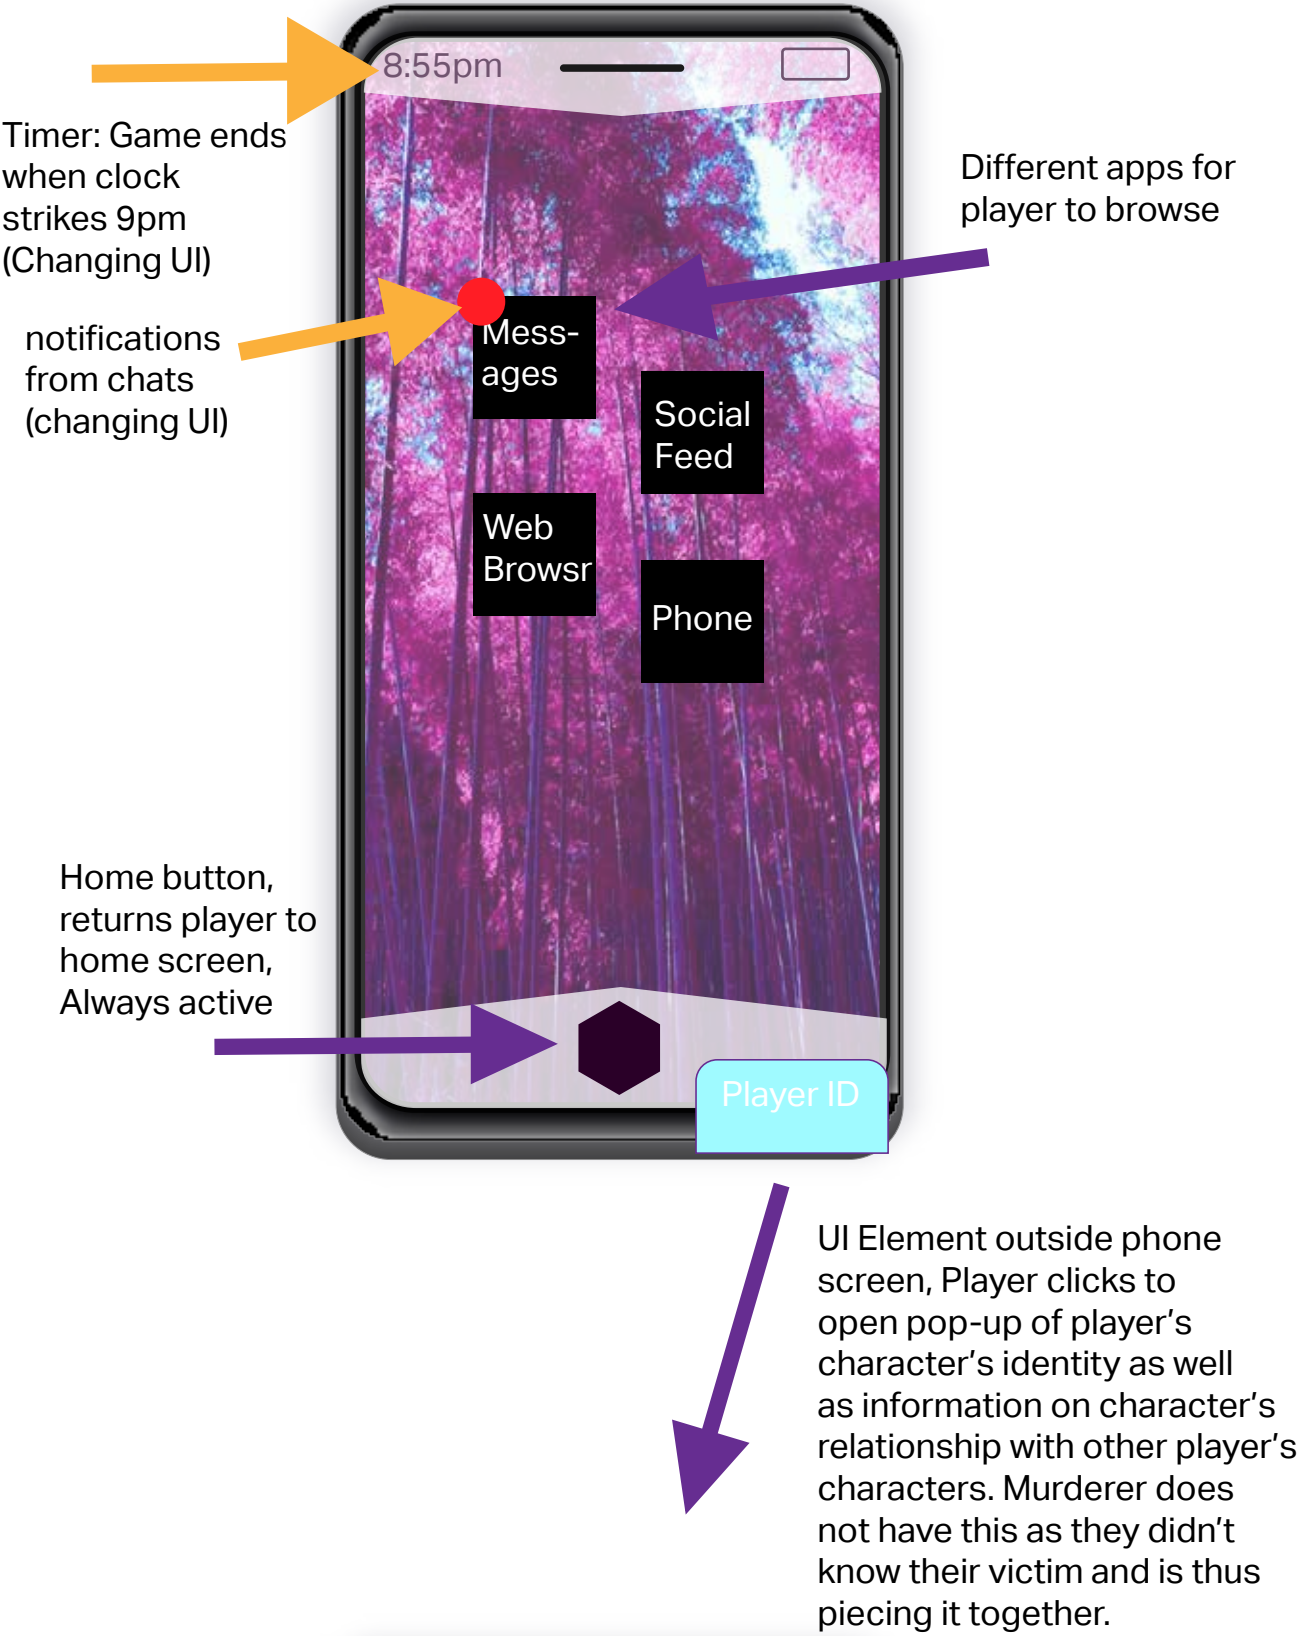 8:55pm
Timer: Game ends
when clock
strikes 9pm
(Changing UI)
Different apps for
player to browse
notifications
from chats
(changing UI)
Mess-
ages
Social
Feed
Web
Browsr
Phone
Home button,
returns player to
home screen,
Always active
Player ID
UI Element outside phone
screen, Player clicks to
open pop-up of player's
character's identity as well
as information on character's
relationship with other player's
characters. Murderer does
not have this as they didn't
know their victim and is thus
piecing it together.